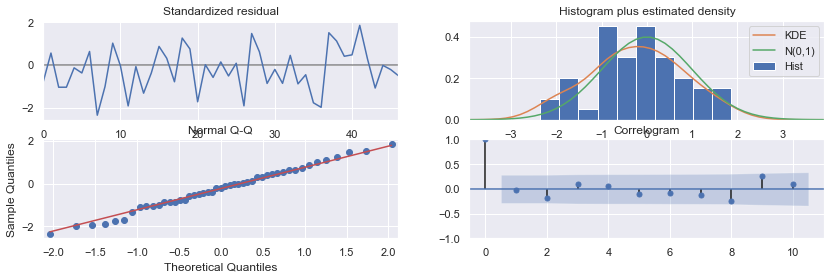 Standardized residual
2
0
−2
0 10 20 30 40
Histogram plus estimated density
0.4
0.2
0.0
−3 −2 −1 0 1 2 3
KDE
N(0,1)
Hist
Normal Q-Q
Sample Quantiles
2
0
−2
−2.0 −1.5 −1.0 −0.5 0.0 0.5 1.0 1.5 2.0
Theoretical Quantiles
Correlogram
1.0
0.5
0.0
−0.5
−1.0
0 2 4 6 8 10